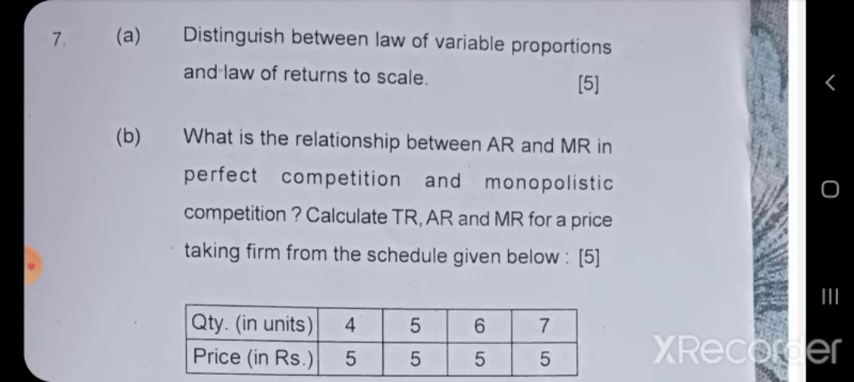 7. (a) Distinguish between law of variable proportions
and law of returns to scale. [5]
(b) What is the relationship between AR and MR in
perfect competition and monopolistic
competition ? Calculate TR, AR and MR for a price
taking firm from the schedule given below : [5]
Qty. (in units) 4 5 6 7
Price (in Rs.) 5 5 5 5
XRecorder